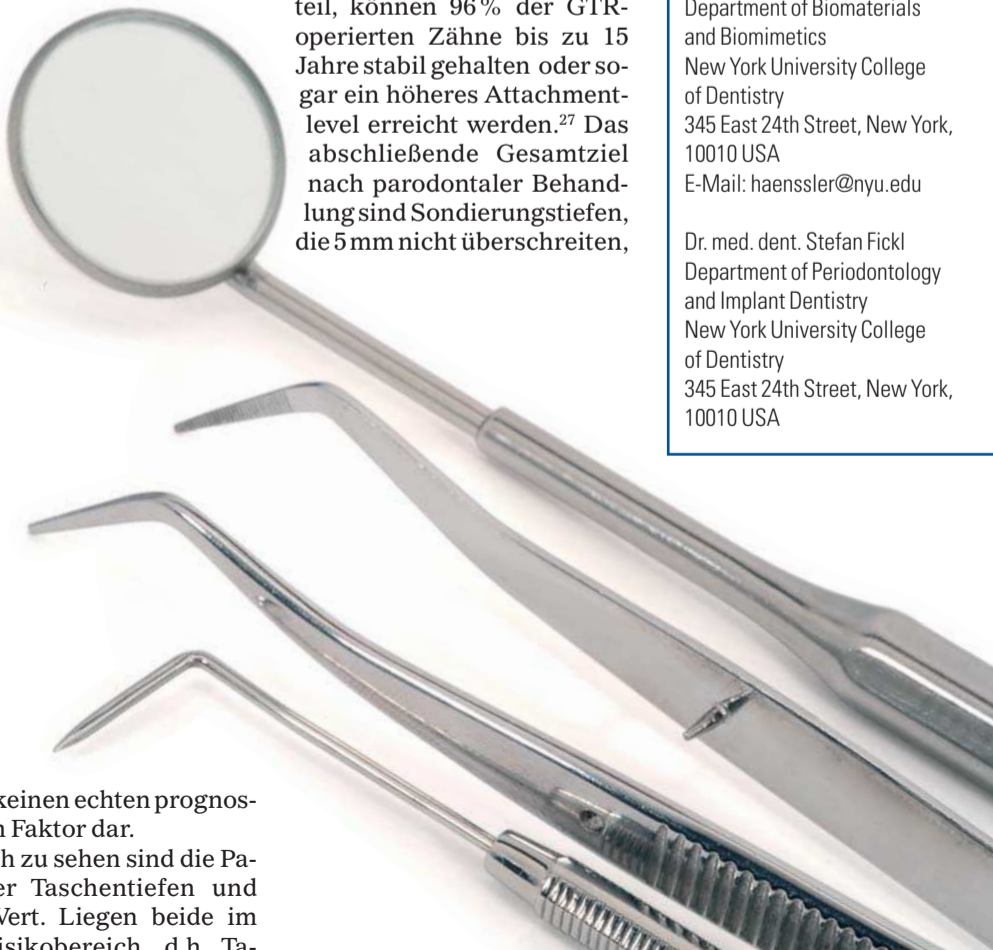 teil, können 96 % der GTR-
operierten Zähne bis zu 15
Jahre stabil gehalten oder so-
gar ein höheres Attachment-
level erreicht werden.²⁷ Das
abschließende Gesamtziel
nach parodontaler Behand-
lung sind Sondierungstiefen,
die 5 mm nicht überschreiten,
Department of Biomaterials
and Biomimetics
New York University College
of Dentistry
345 East 24th Street, New York,
10010 USA
E-Mail: haenssler@nyu.edu
Dr. med. dent. Stefan Fickl
Department of Periodontology
and Implant Dentistry
New York University College
of Dentistry
345 East 24th Street, New York,
10010 USA
keinen echten prognos-
Faktor dar.
zu sehen sind die Pa-
Taschentiefen und
Wert. Liegen beide im
d.h. Ta-